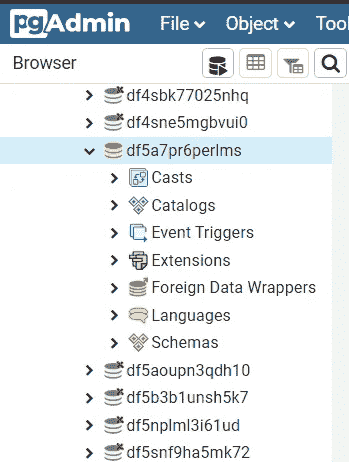 pgAdmin File Object Tool
Browser
df4sbk77025nhq
df4sne5mgbvui0
df5a7pr6perlms
Casts
Catalogs
Event Triggers
Extensions
Foreign Data Wrappers
Languages
Schemas
df5aoupn3qdh10
df5b3b1unsh5k7
df5nplml3i61ud
df5snf9ha5mk72